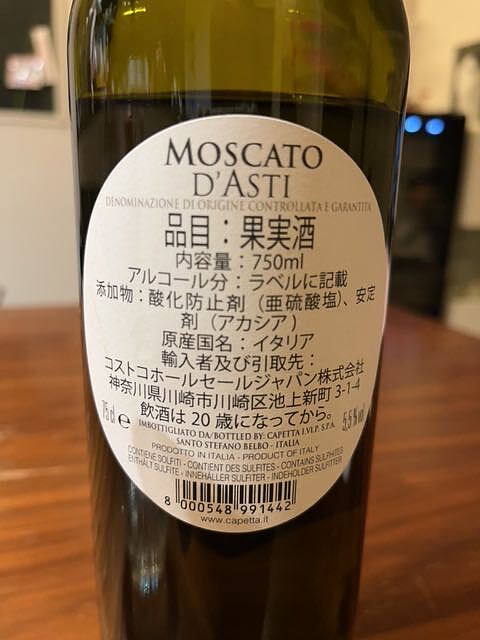 MOSCATO
D'ASTI
DENOMINAZIONE DI ORIGINE CONTROLLATA E GARANTITA
品目：果実酒
内容量：750ml
アルコール分：ラベルに記載
添加物：酸化防止剤（亜硫酸塩）、安定
剤（アカシア）
原産国名：イタリア
輸入者及び引取先：
コストコホールセールジャパン株式会社
神奈川県川崎市川崎区池上新町 3-1-4
飲酒は 20 歳になってから。
75 cl e
5,5 % vol
IMBOTTIGLIATO DA/BOTTLED BY: CAPETTA I.VI.P. S.P.A.
SANTO STEFANO BELBO - ITALIA
PRODOTTO IN ITALIA - PRODUCT OF ITALY
CONTIENE SOLFITI - CONTIENT DES SULFITES - CONTAINS SULPHITES
ENTHÄLT SULFITE - INNEHÅLLER SULFITER - INDEHOLDER SULFITTER
8 000548 991442
www.capetta.it